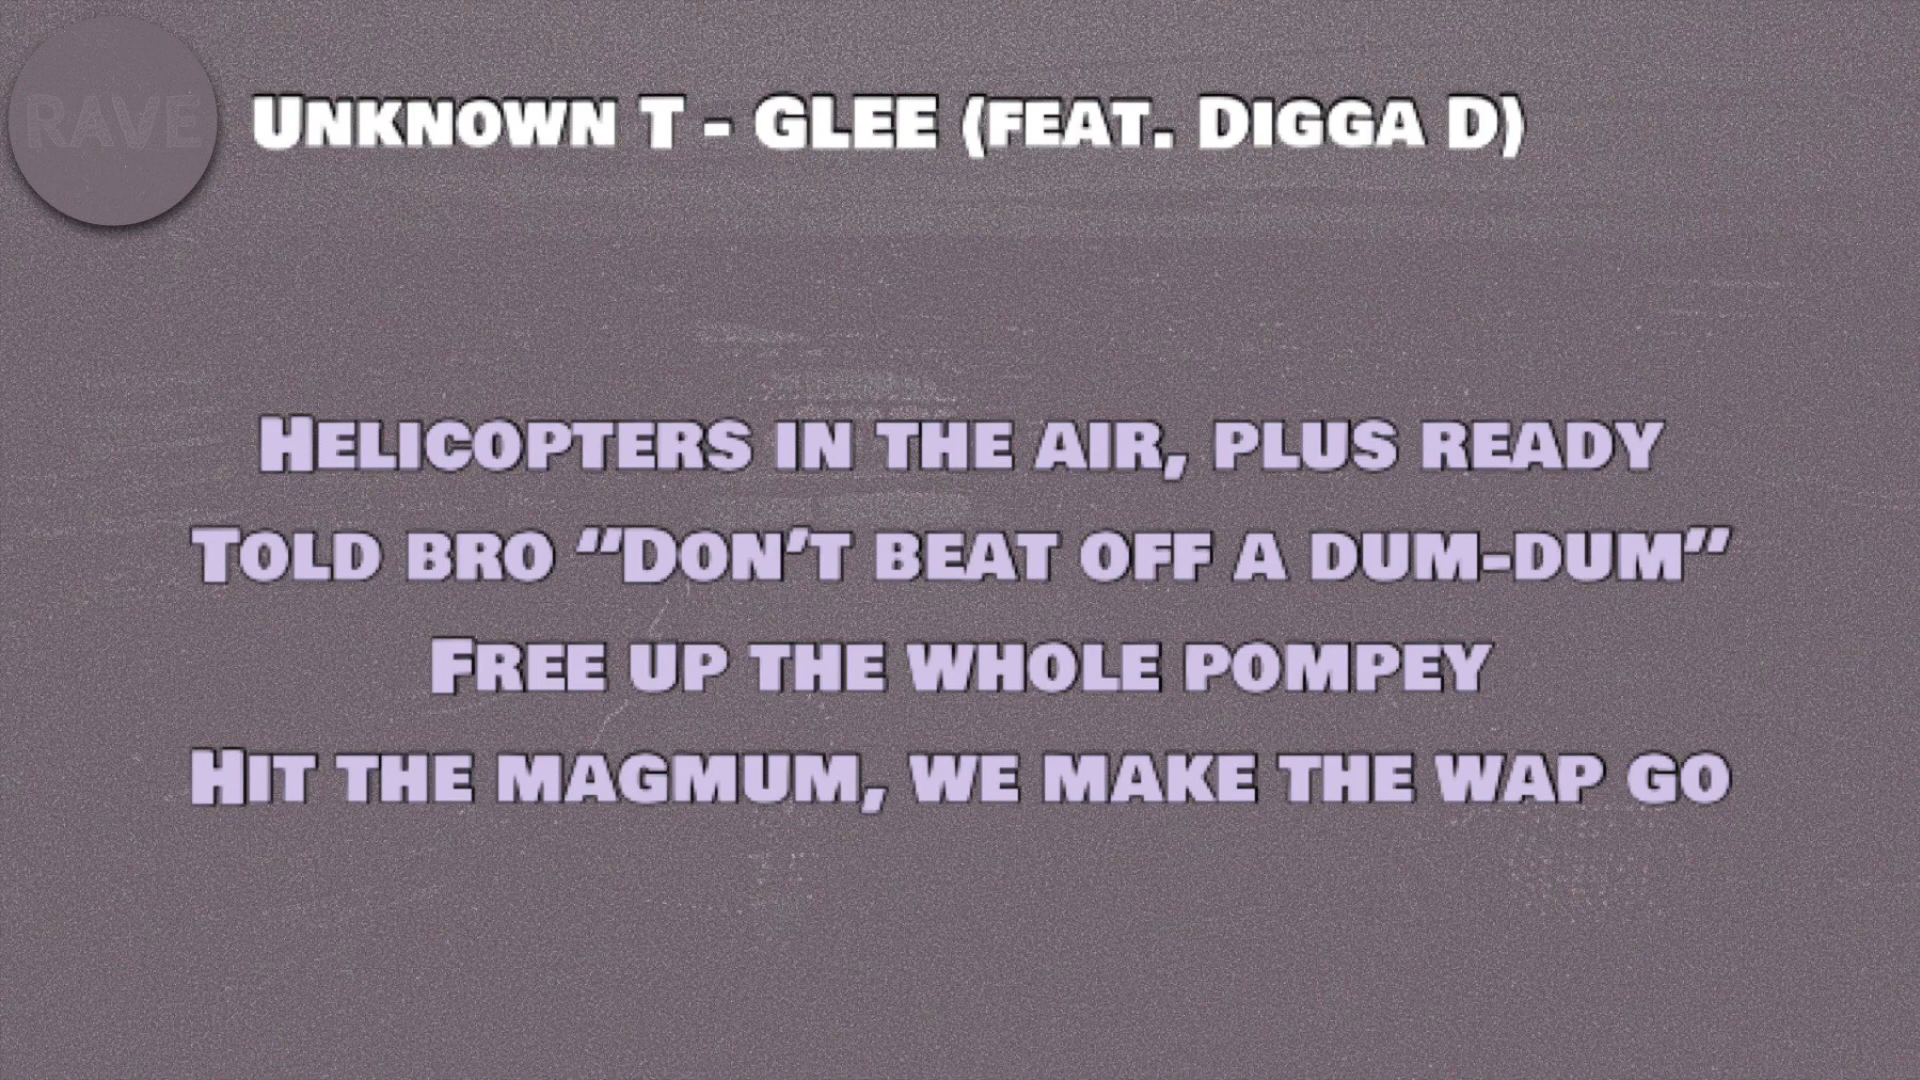 RAVE
Unknown T - GLEE (feat. Digga D)
Helicopters in the air, plus ready
Told bro “Don’t beat off a dum-dum”
Free up the whole pompey
Hit the magmum, we make the wap go